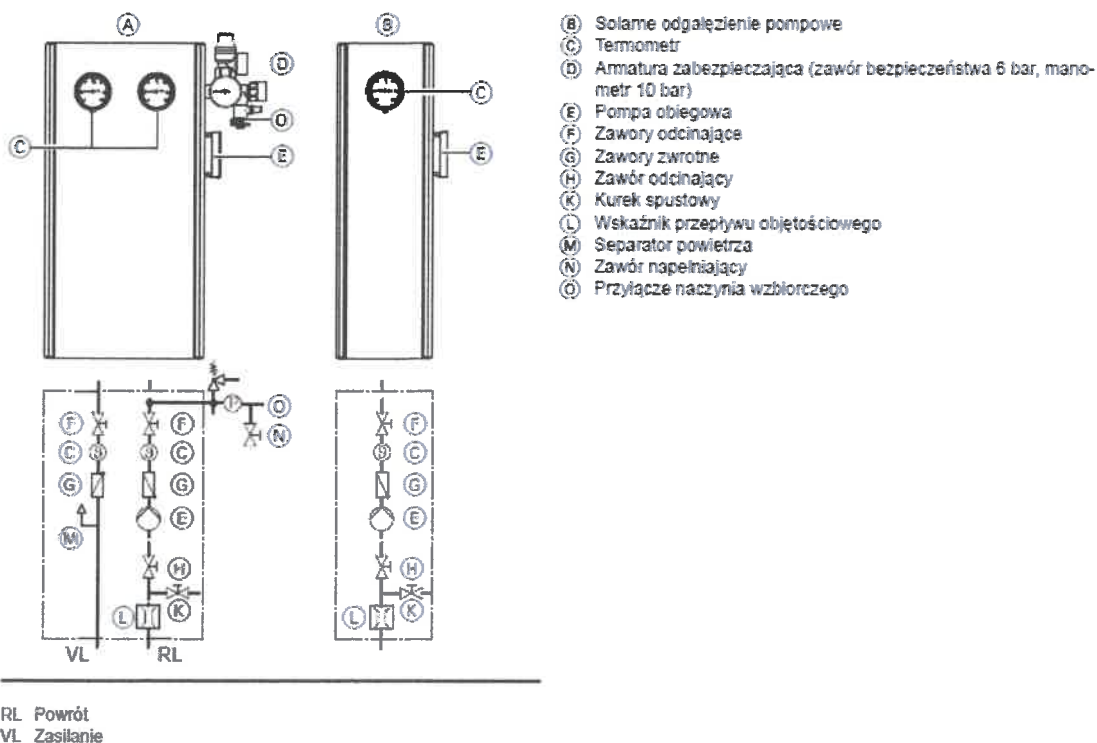 A
B
D
O
C
E
C
E
B Solarne odgałęzienie pompowe
C Termometr
D Armatura zabezpieczająca (zawór bezpieczeństwa 6 bar, mano-
metr 10 bar)
E Pompa obiegowa
F Zawory odcinające
G Zawory zwrotne
H Zawór odcinający
K Kurek spustowy
L Wskaźnik przepływu objętościowego
M Separator powietrza
N Zawór napełniający
O Przyłącze naczynia wzbiorczego
P O
F F N
C C
G G
E
M
H
K
L
VL RL
F
C
G
E
H
K
L
RL Powrót
VL Zasilanie